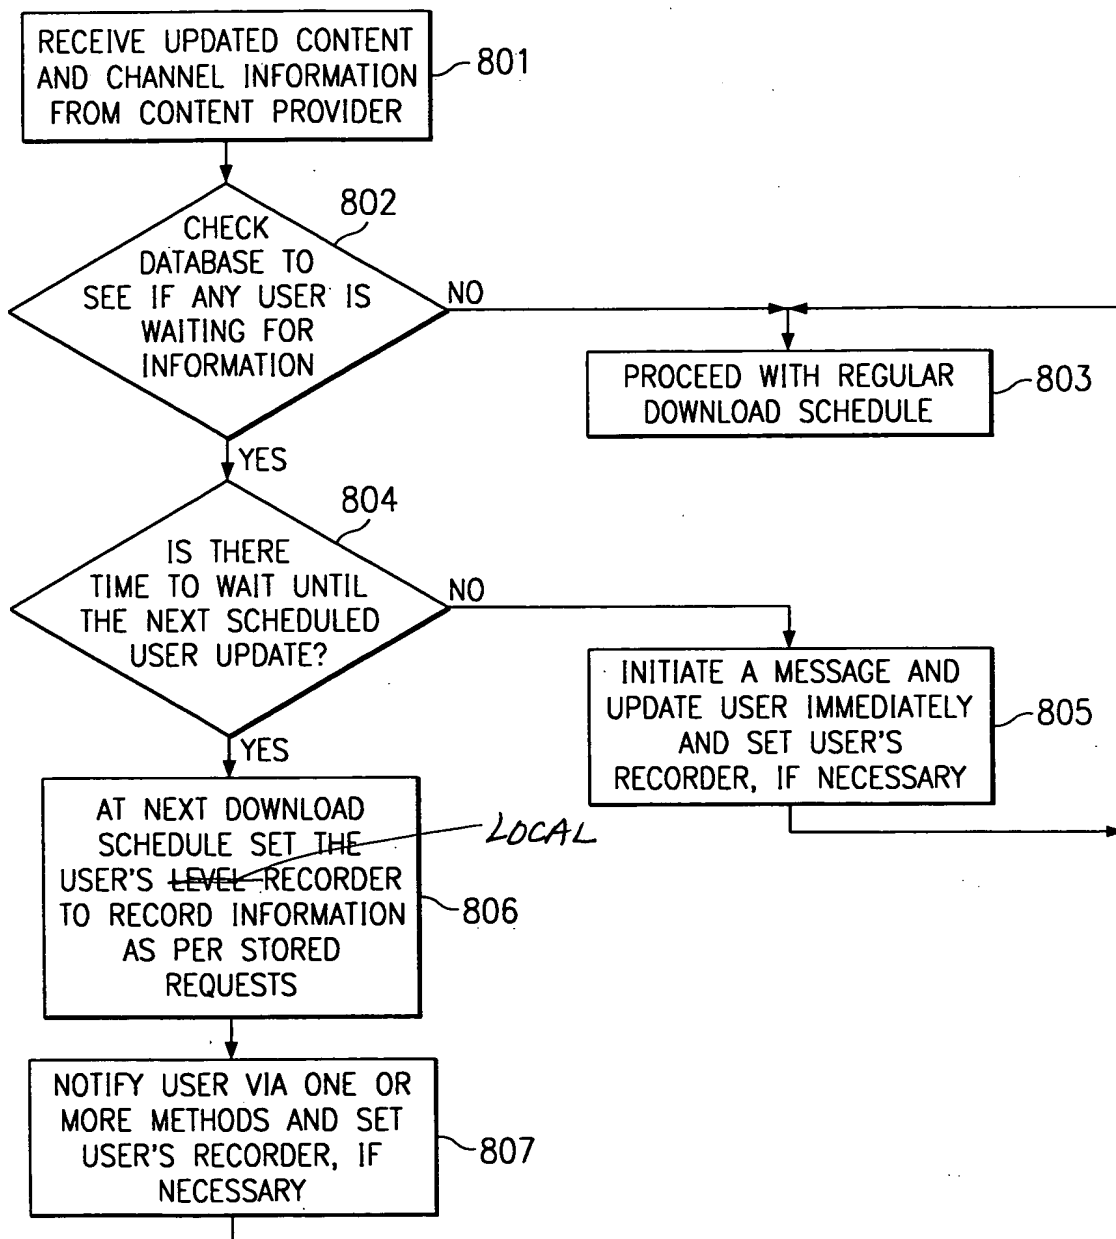 RECEIVE UPDATED CONTENT
AND CHANNEL INFORMATION
FROM CONTENT PROVIDER
801
802
CHECK
DATABASE TO
SEE IF ANY USER IS
WAITING FOR
INFORMATION
NO
PROCEED WITH REGULAR
DOWNLOAD SCHEDULE
803
YES
804
IS THERE
TIME TO WAIT UNTIL
THE NEXT SCHEDULED
USER UPDATE?
NO
INITIATE A MESSAGE AND
UPDATE USER IMMEDIATELY
AND SET USER'S
RECORDER, IF NECESSARY
805
YES
AT NEXT DOWNLOAD
SCHEDULE SET THE
USER'S LEVEL RECORDER
TO RECORD INFORMATION
AS PER STORED
REQUESTS
LOCAL
806
NOTIFY USER VIA ONE OR
MORE METHODS AND SET
USER'S RECORDER, IF
NECESSARY
807